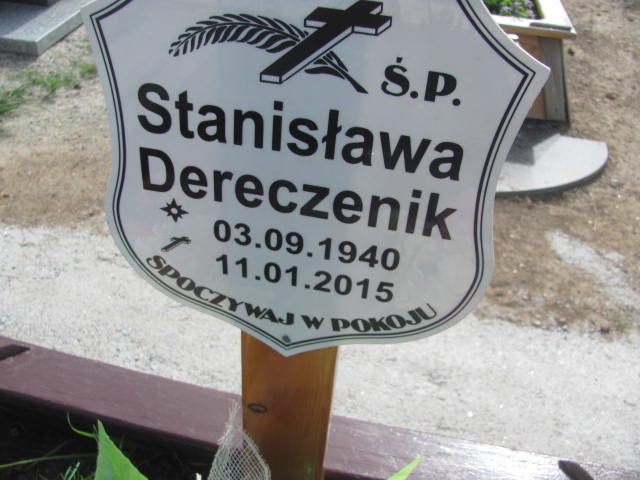 Ś.P.
Stanisława
Dereczenik
03.09.1940
11.01.2015
SPOCZYWAJ W POKOJU